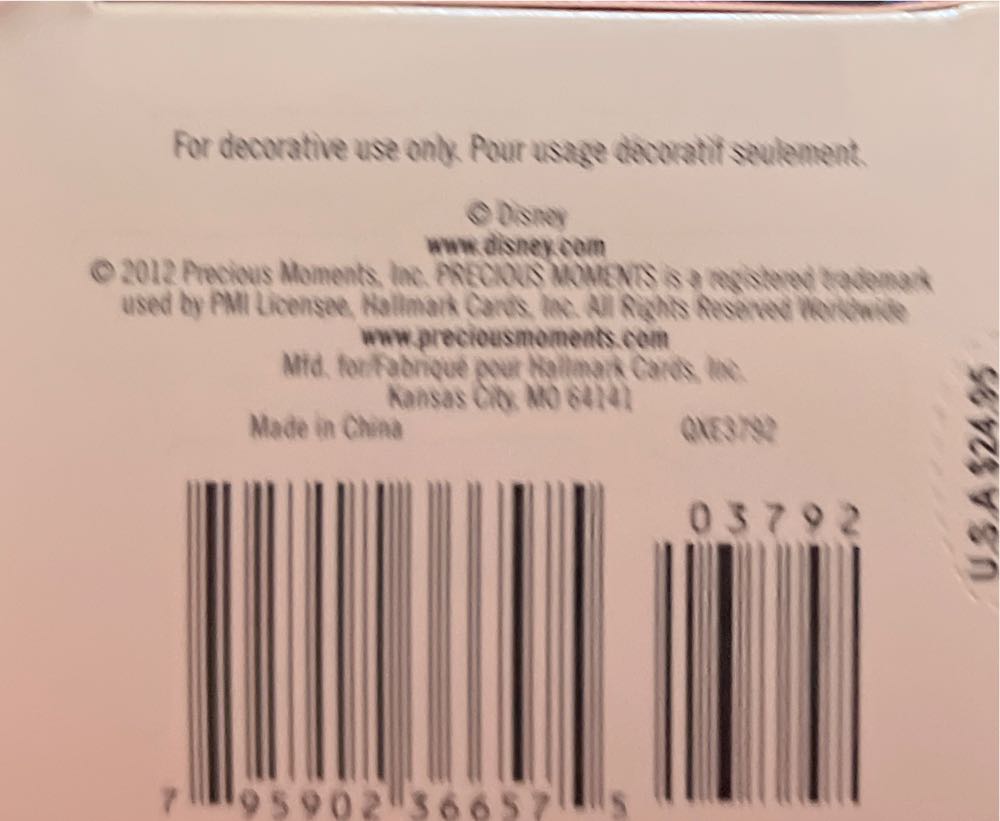 For decorative use only. Pour usage décoratif seulement.
© Disney
www.disney.com
© 2012 Precious Moments, Inc. PRECIOUS MOMENTS is a registered trademark
used by PMI Licensee, Hallmark Cards, Inc. All Rights Reserved Worldwide
www.preciousmoments.com
Mfd. for/Fabriqué pour Hallmark Cards, Inc.
Kansas City, MO 64141
Made in China QXE3792
03792
7 95902 36657 5
U.S.A $24.95